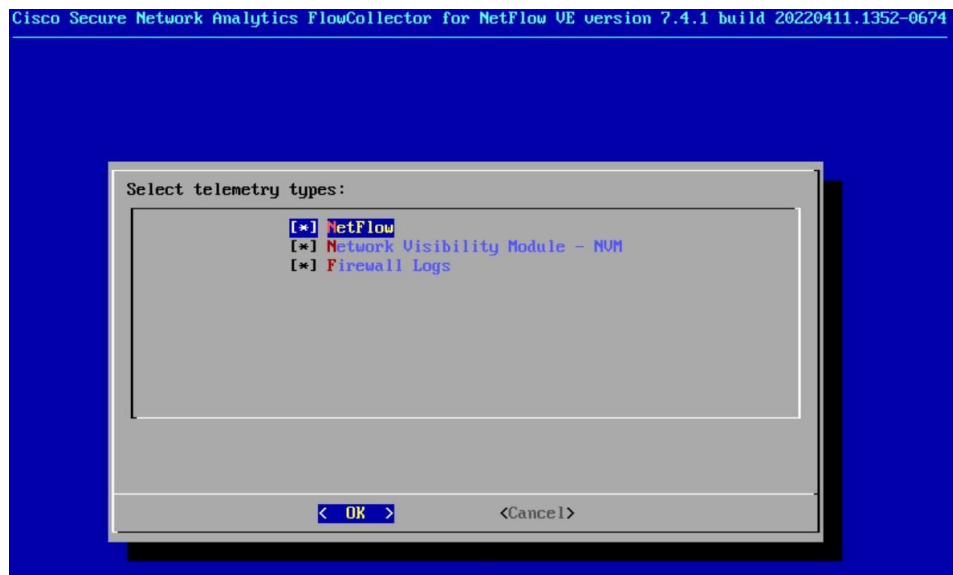 Cisco Secure Network Analytics FlowCollector for NetFlow VE version 7.4.1 build 20220411.1352-0674
Select telemetry types:
[*] NetFlow
[*] Network Visibility Module - NVM
[*] Firewall Logs
< OK > <Cancel>